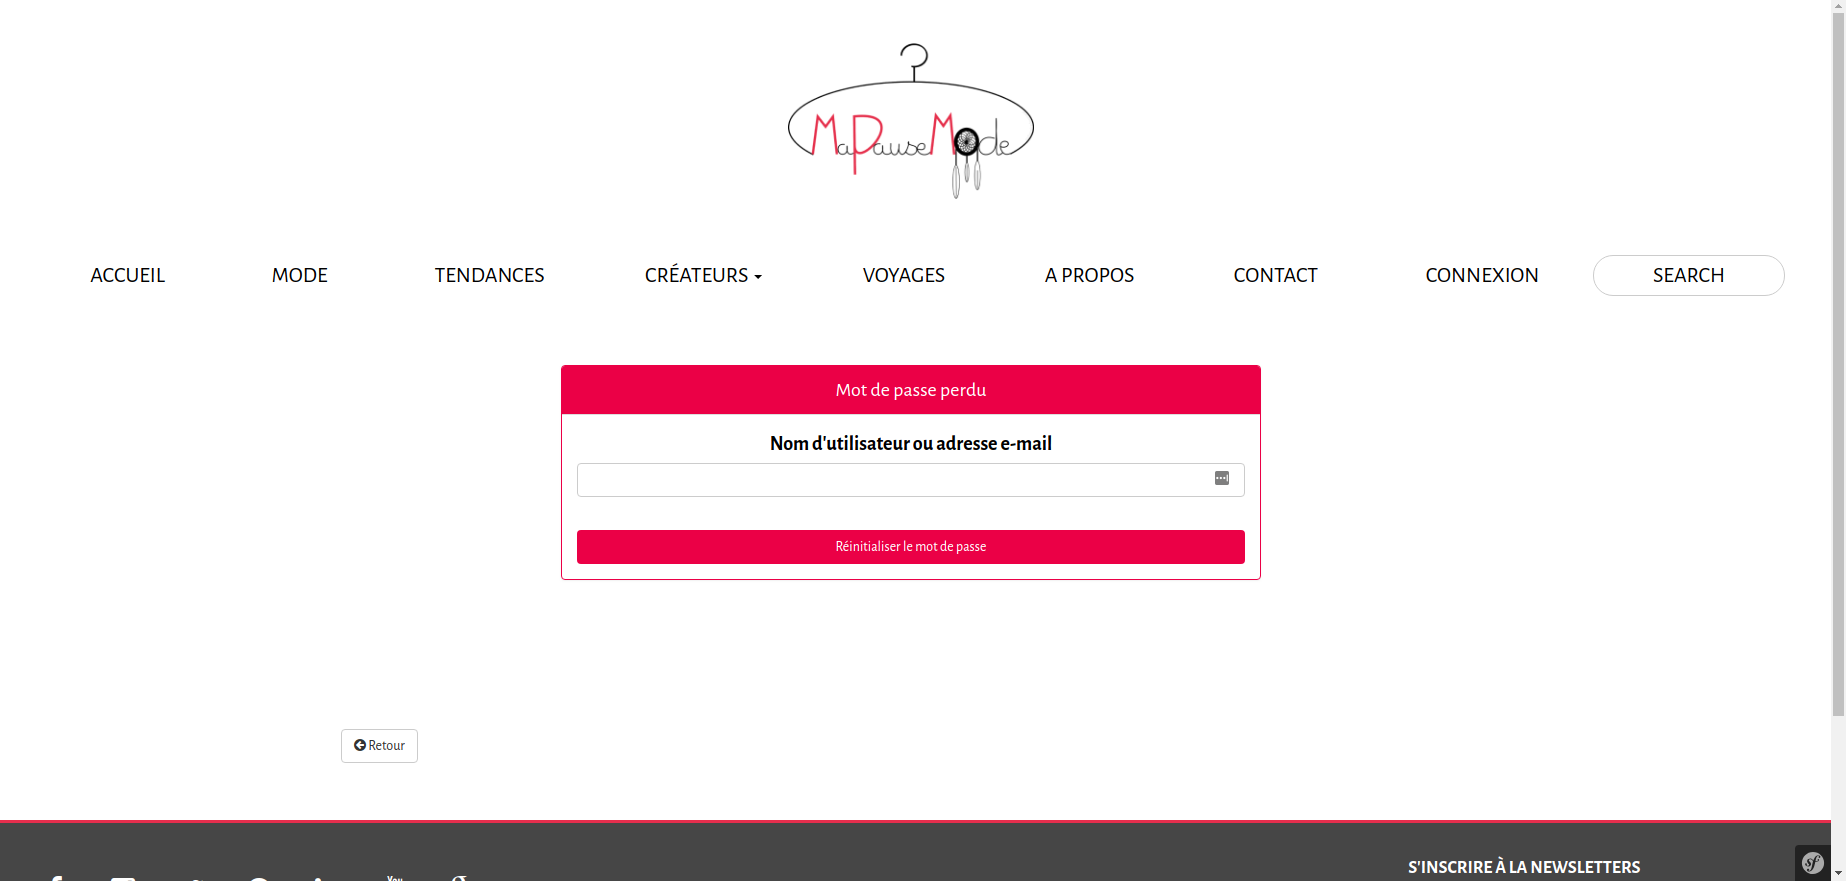 MaPauseMode
ACCUEIL MODE TENDANCES CRÉATEURS VOYAGES A PROPOS CONTACT CONNEXION SEARCH
Mot de passe perdu
Nom d'utilisateur ou adresse e-mail
Réinitialiser le mot de passe
Retour
S'INSCRIRE À LA NEWSLETTERS
sf